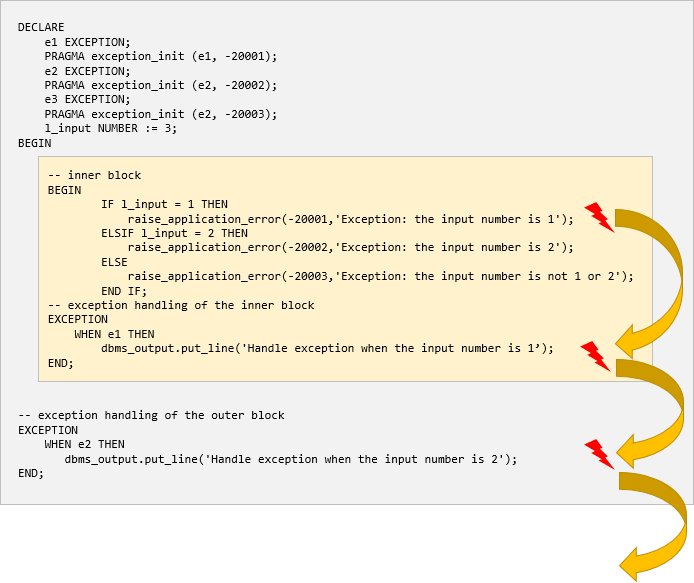 DECLARE
e1 EXCEPTION;
PRAGMA exception_init (e1, -20001);
e2 EXCEPTION;
PRAGMA exception_init (e2, -20002);
e3 EXCEPTION;
PRAGMA exception_init (e2, -20003);
l_input NUMBER := 3;
BEGIN
-- inner block
BEGIN
IF l_input = 1 THEN
raise_application_error(-20001,'Exception: the input number is 1');
ELSIF l_input = 2 THEN
raise_application_error(-20002,'Exception: the input number is 2');
ELSE
raise_application_error(-20003,'Exception: the input number is not 1 or 2');
END IF;
-- exception handling of the inner block
EXCEPTION
WHEN e1 THEN
dbms_output.put_line('Handle exception when the input number is 1’);
END;
-- exception handling of the outer block
EXCEPTION
WHEN e2 THEN
dbms_output.put_line('Handle exception when the input number is 2');
END;